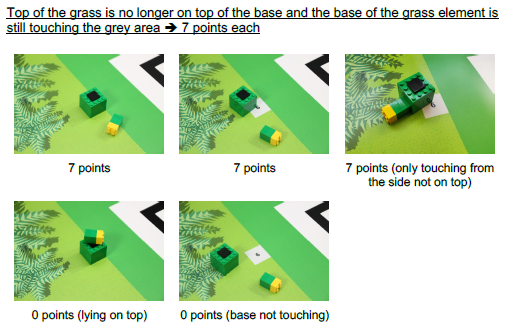 Top of the grass is no longer on top of the base and the base of the grass element is
still touching the grey area ➔ 7 points each
7 points
7 points
7 points (only touching from
the side not on top)
0 points (lying on top)
0 points (base not touching)